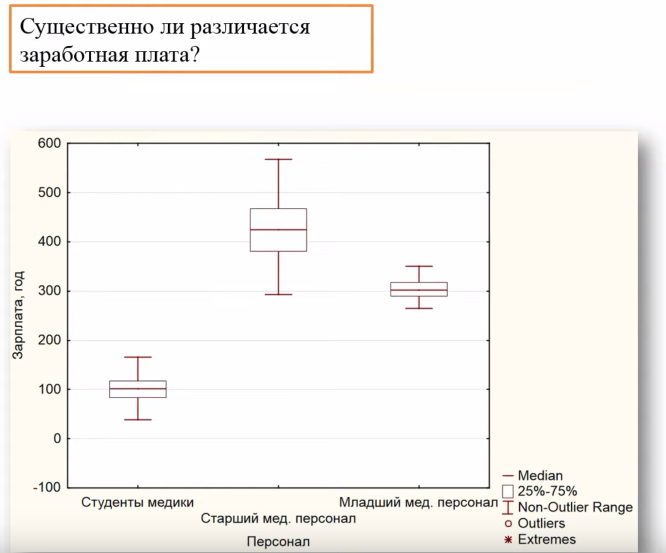 Существенно ли различается
заработная плата?
600
500
400
300
200
100
0
-100
Зарплата, год
Студенты медики
Старший мед. персонал
Младший мед. персонал
Персонал
Median
25%-75%
Non-Outlier Range
Outliers
Extremes